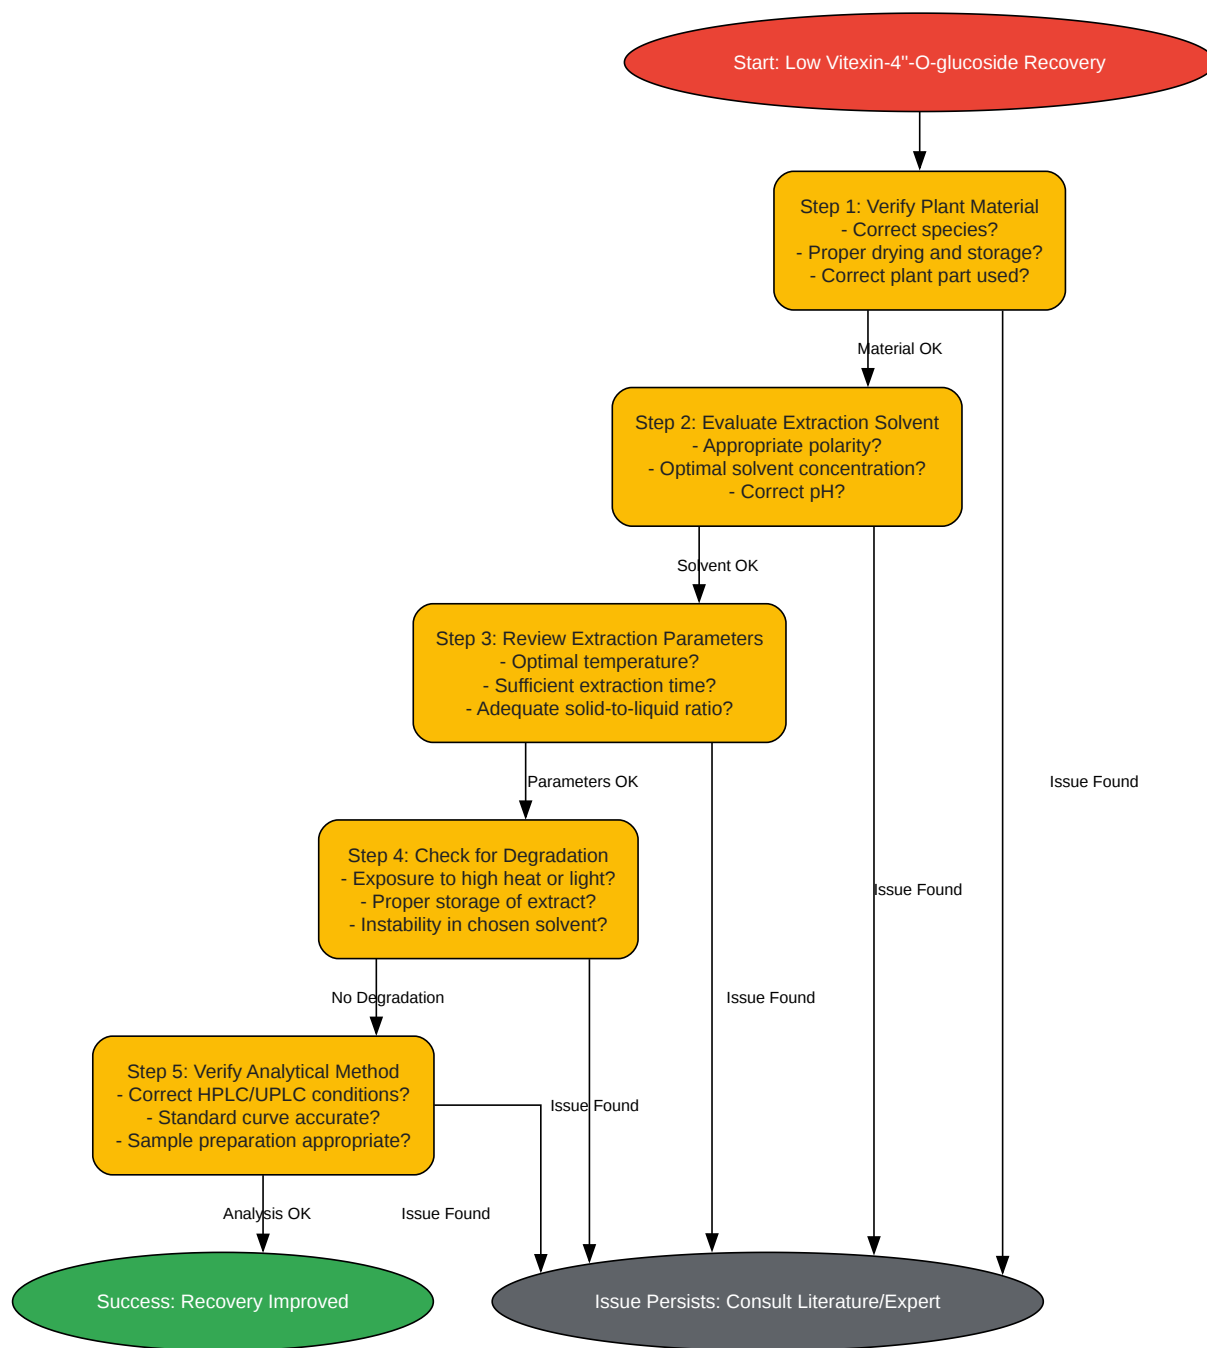 Start: Low Vitexin-4"-O-glucoside Recovery
Step 1: Verify Plant Material
- Correct species?
- Proper drying and storage?
- Correct plant part used?
Material OK
Step 2: Evaluate Extraction Solvent
- Appropriate polarity?
- Optimal solvent concentration?
- Correct pH?
Solvent OK
Step 3: Review Extraction Parameters
- Optimal temperature?
- Sufficient extraction time?
- Adequate solid-to-liquid ratio?
Parameters OK
Issue Found
Step 4: Check for Degradation
- Exposure to high heat or light?
- Proper storage of extract?
- Instability in chosen solvent?
Issue Found
No Degradation
Issue Found
Step 5: Verify Analytical Method
- Correct HPLC/UPLC conditions?
- Standard curve accurate?
- Sample preparation appropriate?
Issue Found
Analysis OK
Issue Found
Success: Recovery Improved
Issue Persists: Consult Literature/Expert